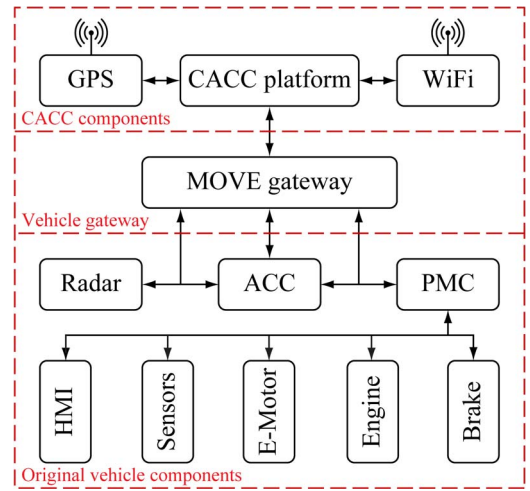 GPS
CACC platform
WiFi
CACC components
MOVE gateway
Vehicle gateway
Radar
ACC
PMC
HMI
Sensors
E-Motor
Engine
Brake
Original vehicle components